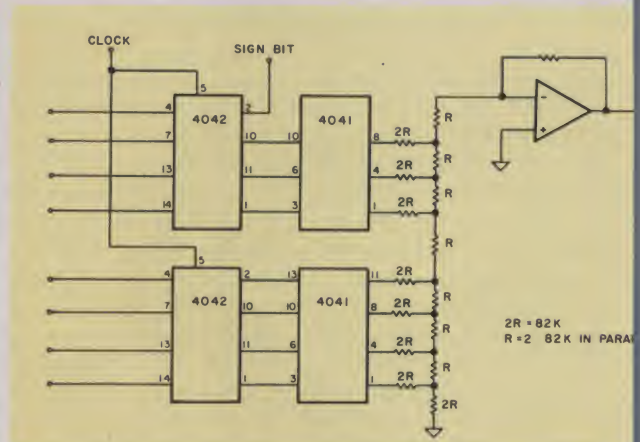 CLOCK
SIGN BIT
5
4 2
4042
4041
7 10 10 8 2R
R
R
13 11 6 4 2R
R
14 1 3 1 2R
- 
+
R
5
4 2 13 11 2R
4042
4041
R
7 10 10 8 2R
R
13 11 6 4 2R
R
14 1 3 1 2R
2R
2R = 82K
R = 2 82K IN